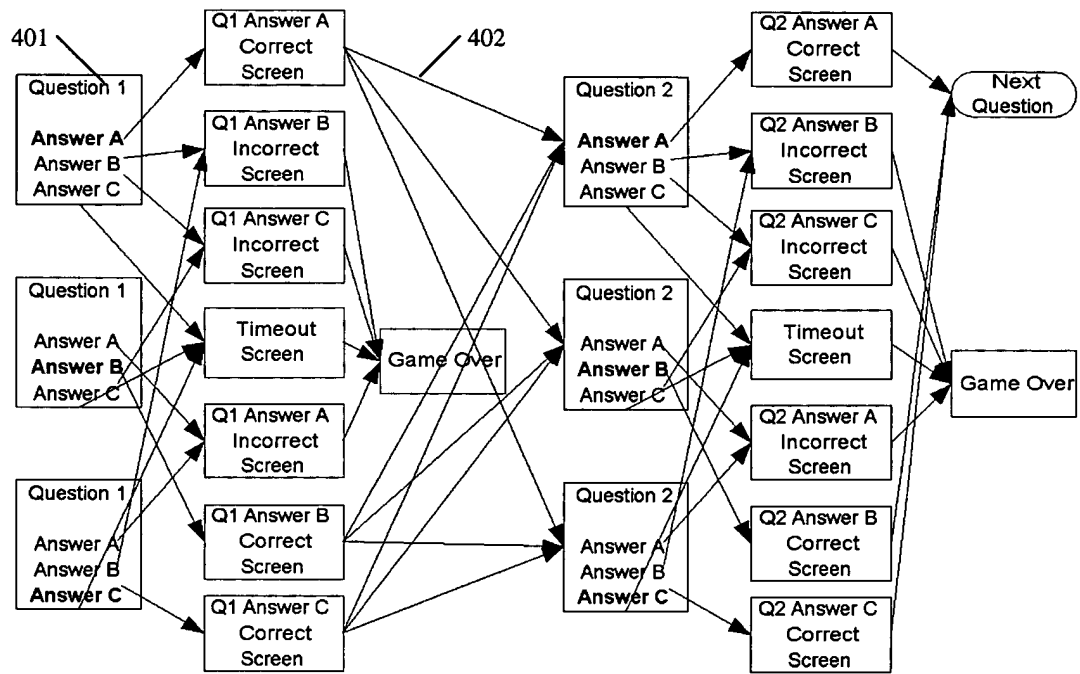 401
402
Question 1
Answer A
Answer B
Answer C
Question 1
Answer A
Answer B
Answer C
Question 1
Answer A
Answer B
Answer C
Q1 Answer A
Correct
Screen
Q1 Answer B
Incorrect
Screen
Q1 Answer C
Incorrect
Screen
Timeout
Screen
Q1 Answer A
Incorrect
Screen
Q1 Answer B
Correct
Screen
Q1 Answer C
Correct
Screen
Game Over
Question 2
Answer A
Answer B
Answer C
Question 2
Answer A
Answer B
Answer C
Question 2
Answer A
Answer B
Answer C
Q2 Answer A
Correct
Screen
Q2 Answer B
Incorrect
Screen
Q2 Answer C
Incorrect
Screen
Timeout
Screen
Q2 Answer A
Incorrect
Screen
Q2 Answer B
Correct
Screen
Q2 Answer C
Correct
Screen
Next
Question
Game Over